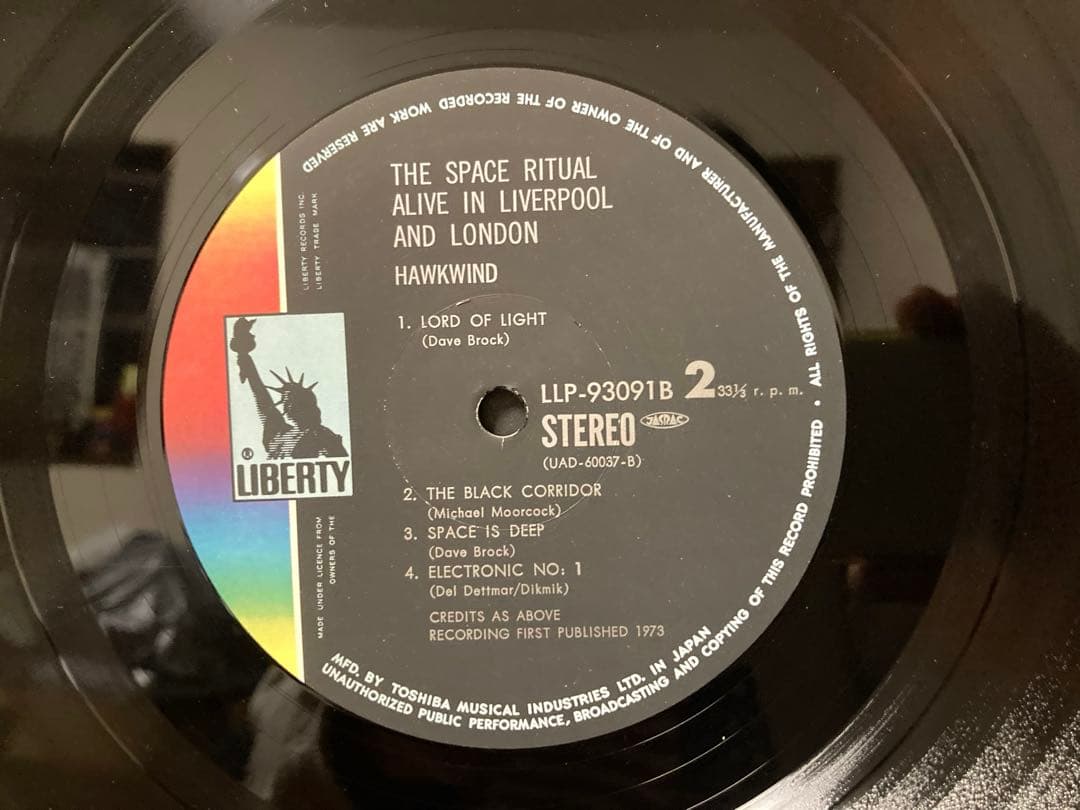 THE SPACE RITUAL
ALIVE IN LIVERPOOL
AND LONDON
HAWKWIND
1. LORD OF LIGHT
(Dave Brock)
LLP-93091B 2 33⅓ r. p. m.
STEREO JASRAC
(UAD-60037-B)
2. THE BLACK CORRIDOR
(Michael Moorcock)
3. SPACE IS DEEP
(Dave Brock)
4. ELECTRONIC NO: 1
(Del Dettmar/Dikmik)
CREDITS AS ABOVE
RECORDING FIRST PUBLISHED 1973
® LIBERTY
LIBERTY RECORDS INC.
LIBERTY TRADE MARK
MADE UNDER LICENCE FROM
OWNERS OF THE
MFD. BY TOSHIBA MUSICAL INDUSTRIES LTD. IN JAPAN
UNAUTHORIZED PUBLIC PERFORMANCE, BROADCASTING AND COPYING OF THIS RECORD PROHIBITED • ALL RIGHTS OF THE MANUFACTURER AND OF THE OWNER OF THE RECORDED WORK ARE RESERVED